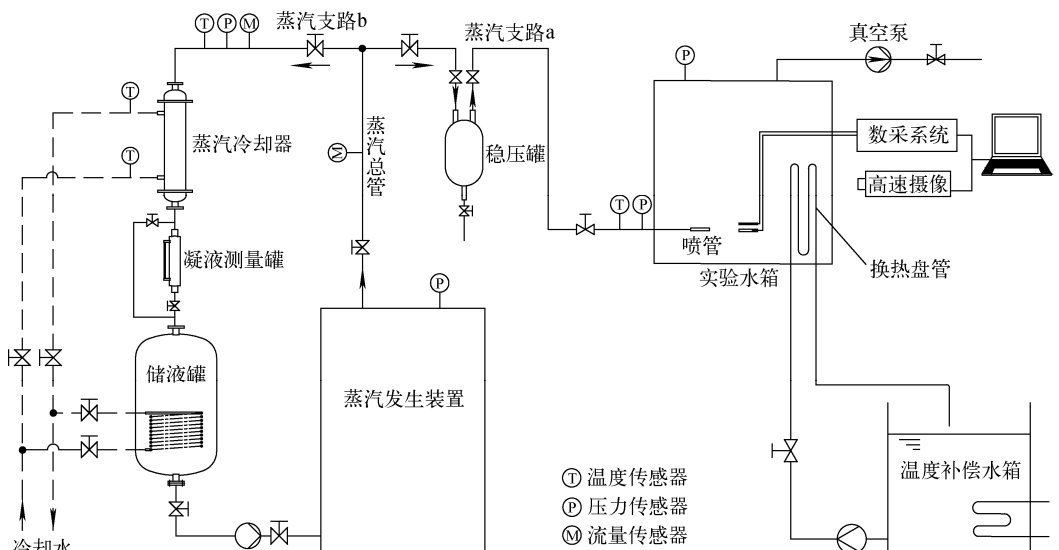 T
P
M
蒸汽支路b
蒸汽支路a
P
真空泵
T
蒸汽冷却器
T
M
蒸汽总管
稳压罐
数采系统
高速摄像
T
P
喷管
实验水箱
换热盘管
凝液测量罐
P
储液罐
蒸汽发生装置
温度补偿水箱
T 温度传感器
P 压力传感器
M 流量传感器
冷却水